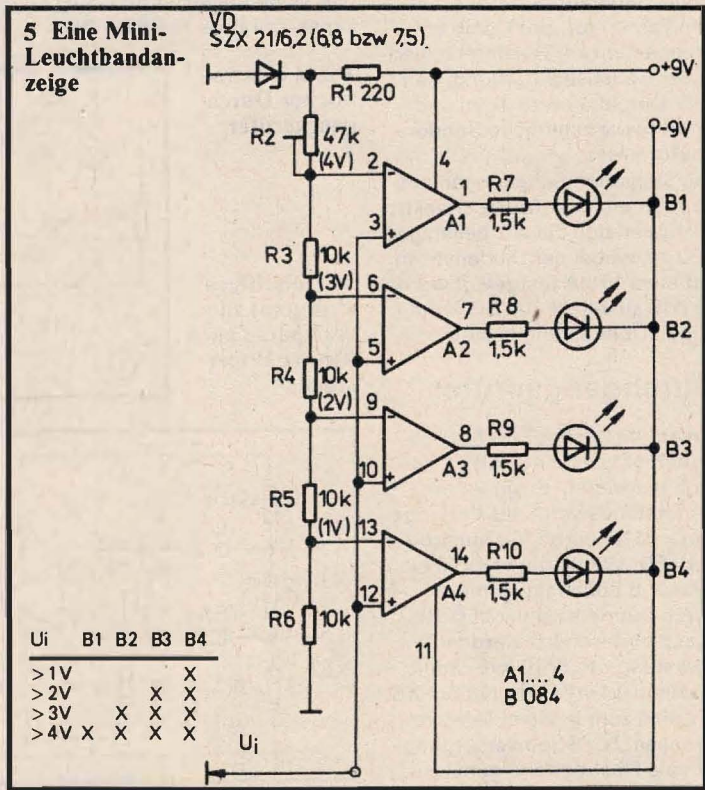 5 Eine Mini-
Leuchtbandan-
zeige
VD
SZX 21/6,2 (6,8 bzw 7,5)
R1 220
+9V
-9V
R2
47k
(4V)
2
4
3
1
A1
R7
1,5k
B1
R3
10k
(3V)
6
5
7
A2
R8
1,5k
B2
R4
10k
(2V)
9
10
8
A3
R9
1,5k
B3
R5
10k
(1V)
13
12
14
A4
R10
1,5k
B4
R6
10k
11
A1.... 4
B 084
Ui B1 B2 B3 B4
>1V X
>2V X X
>3V X X X
>4V X X X X
Ui